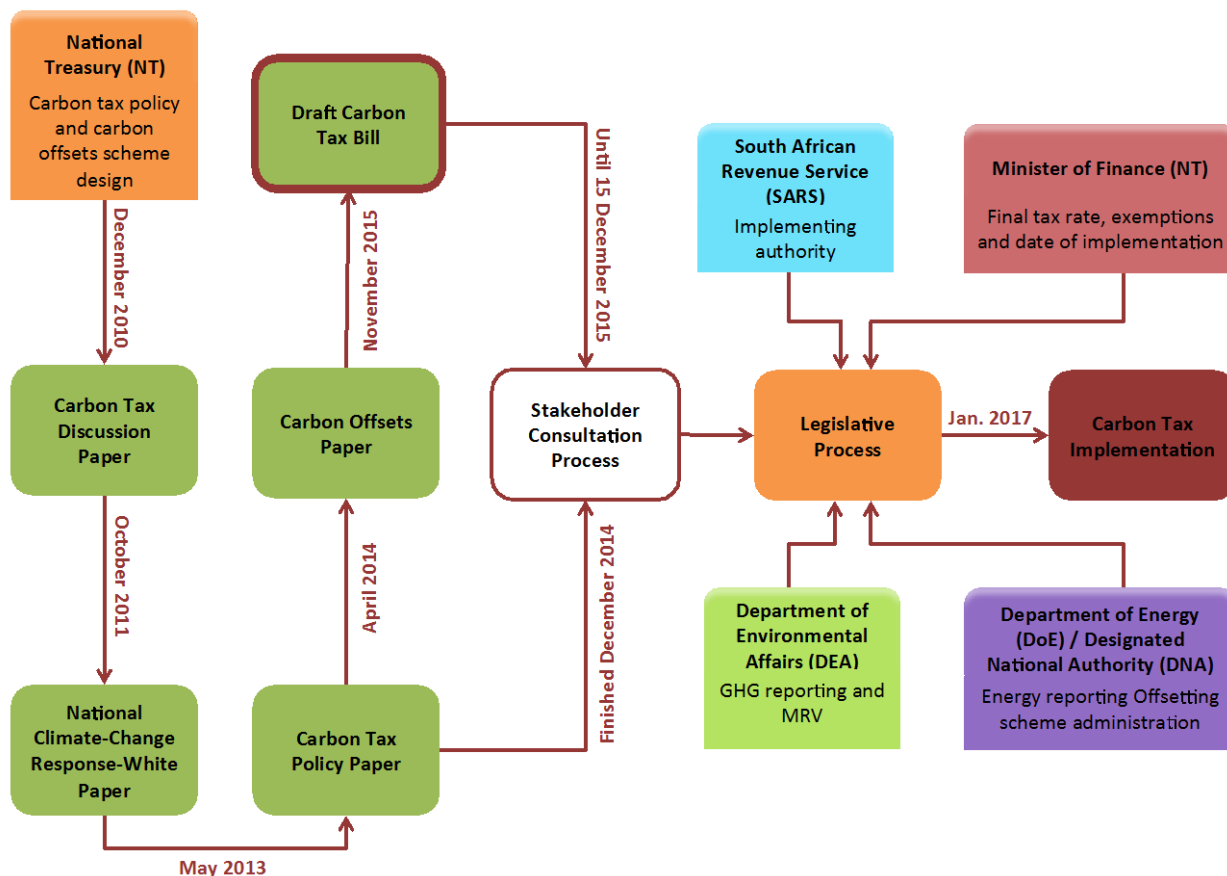 National
Treasury (NT)
Carbon tax policy
and carbon
offsets scheme
design
December 2010
Carbon Tax
Discussion
Paper
October 2011
National
Climate-Change
Response-White
Paper
May 2013
Carbon Tax
Policy Paper
April 2014
Carbon Offsets
Paper
November 2015
Draft Carbon
Tax Bill
Until 15 December 2015
Finished December 2014
Stakeholder
Consultation
Process
South African
Revenue Service
(SARS)
Implementing
authority
Minister of Finance (NT)
Final tax rate, exemptions
and date of implementation
Legislative
Process
Jan. 2017
Carbon Tax
Implementation
Department of
Environmental
Affairs (DEA)
GHG reporting and
MRV
Department of Energy
(DoE) / Designated
National Authority (DNA)
Energy reporting Offsetting
scheme administration